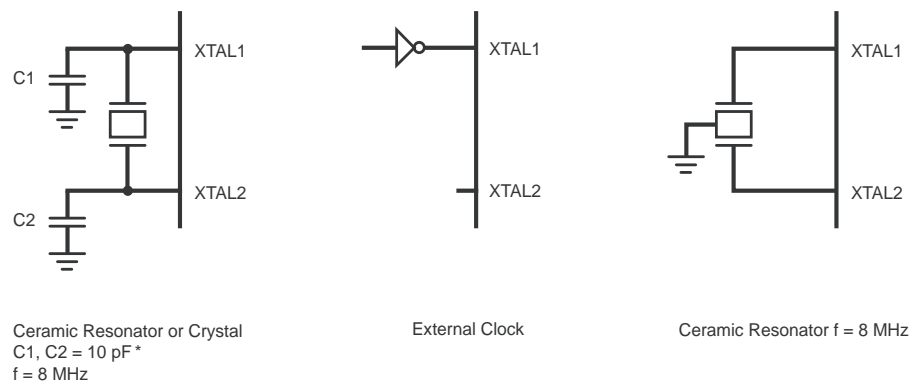 XTAL1
C1
XTAL2
C2
Ceramic Resonator or Crystal
C1, C2 = 10 pF *
f = 8 MHz
XTAL1
XTAL2
External Clock
XTAL1
XTAL2
Ceramic Resonator f = 8 MHz